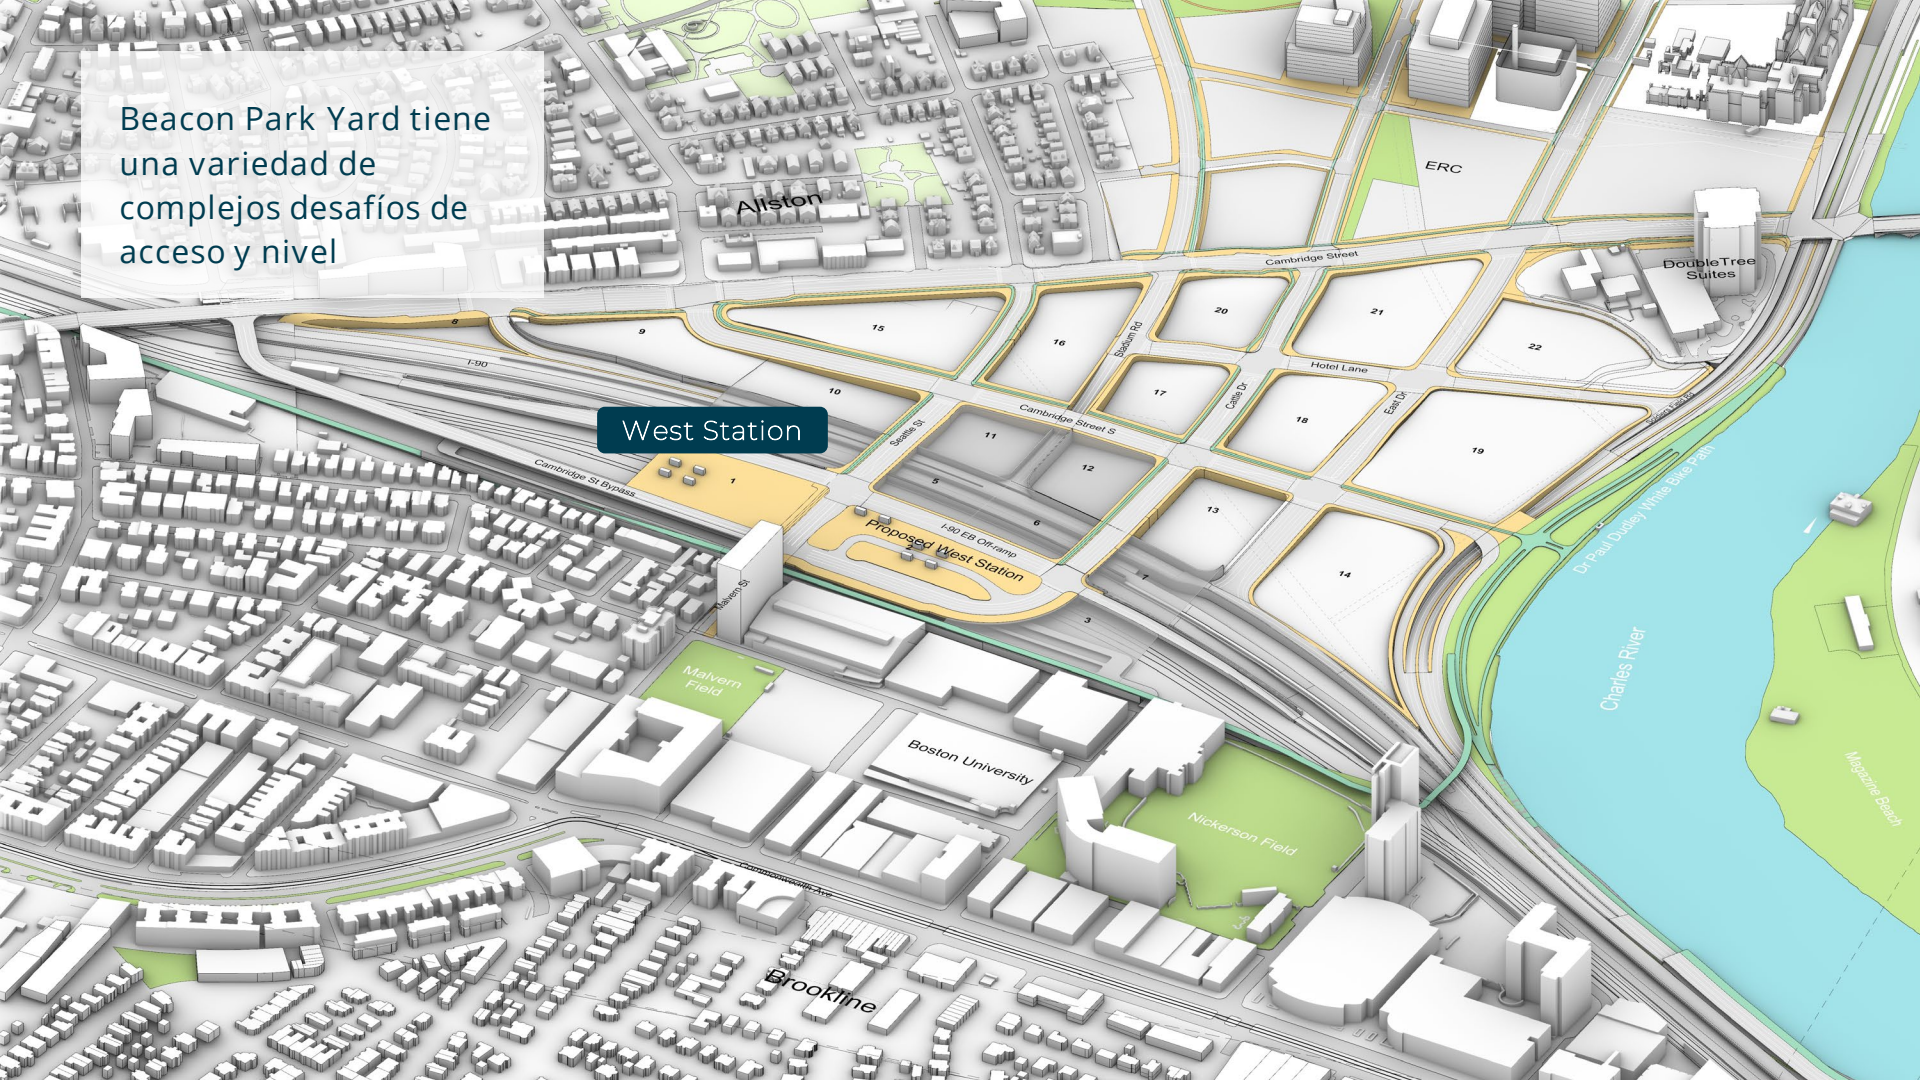 Beacon Park Yard tiene
una variedad de
complejos desafíos de
acceso y nivel
Allston
ERC
Cambridge Street
DoubleTree
Suites
8
9
15
16
Stadium Rd
20
21
22
I-90
10
17
Cattle Dr
Hotel Lane
18
East Dr
West Station
Seattle St
Cambridge Street S
11
12
19
Cambridge St Bypass
1
5
6
13
Dr Paul Dudley White Bike Path
I-90 EB Off-ramp
Proposed West Station
2
7
14
Malvern St
3
Malvern
Field
Charles River
Boston University
Magazine Beach
Nickerson Field
Commonwealth Ave
Brookline